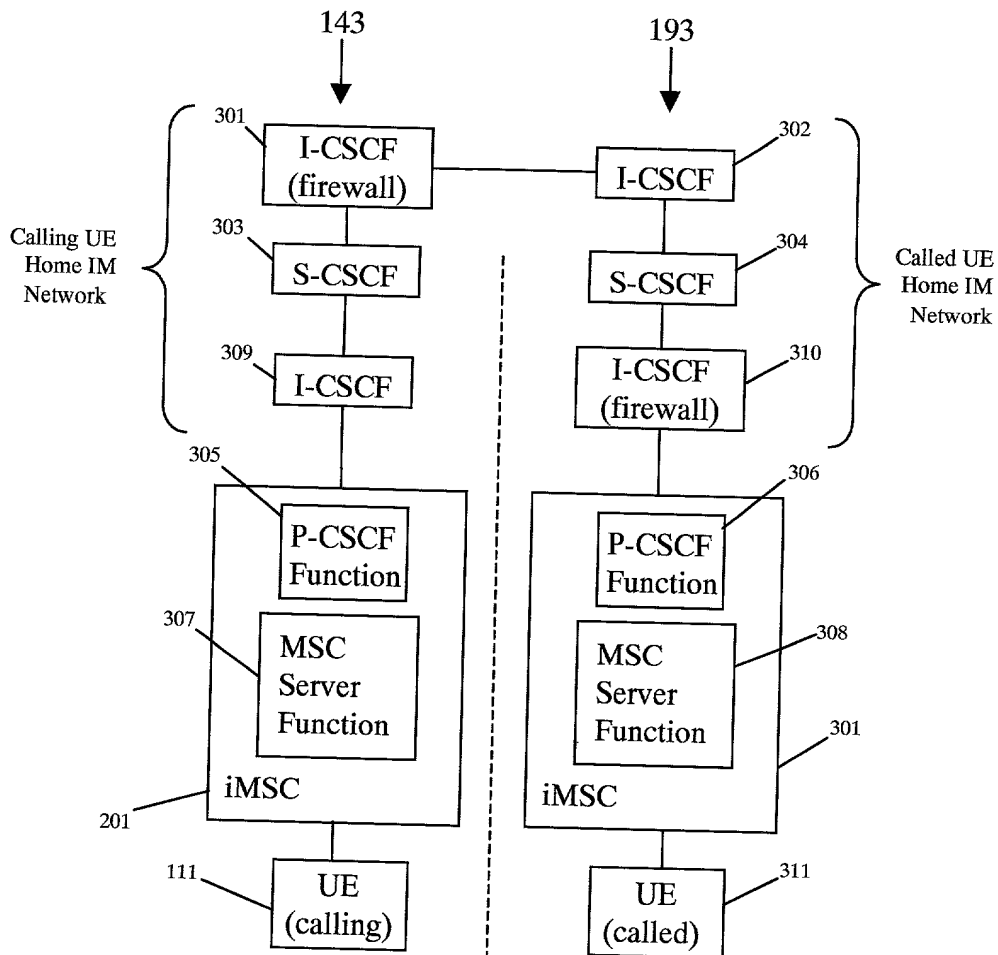 143
193
301
I-CSCF
(firewall)
302
I-CSCF
303
S-CSCF
304
S-CSCF
Calling UE
Home IM
Network
Called UE
Home IM
Network
309
I-CSCF
310
I-CSCF
(firewall)
305
P-CSCF
Function
306
P-CSCF
Function
307
MSC
Server
Function
308
MSC
Server
Function
301
iMSC
iMSC
201
111
UE
(calling)
311
UE
(called)